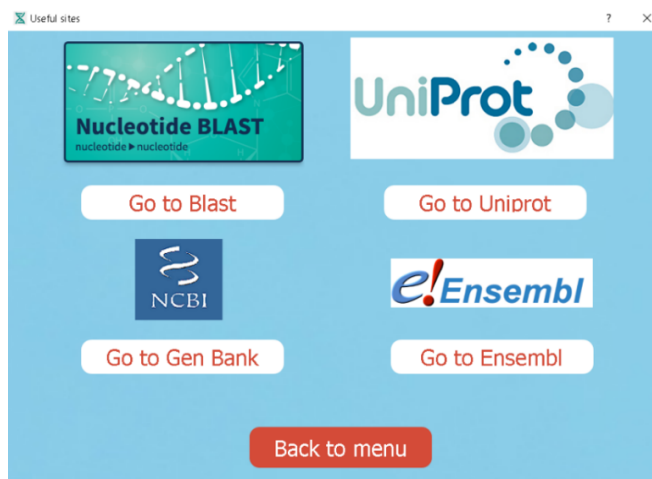 Useful sites
Nucleotide BLAST
nucleotide ▸ nucleotide
UniProt
Go to Blast
Go to Uniprot
NCBI
e!Ensembl
Go to Gen Bank
Go to Ensembl
Back to menu